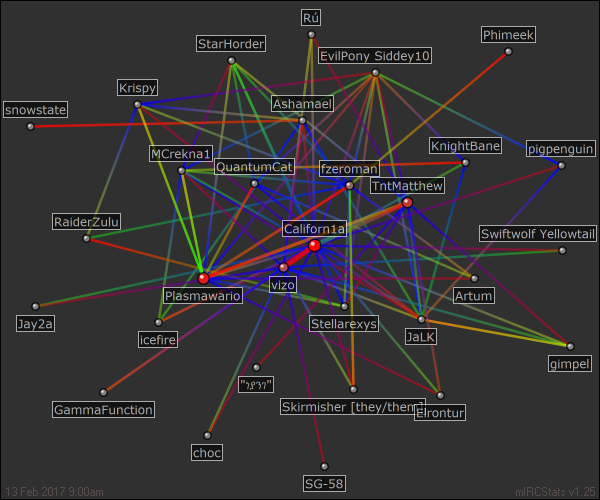 Rú
Phimeek
StarHorder
EvilPony Siddey10
Krispy
Ashamael
snowstate
KnightBane
pigpenguin
MCrekna1
QuantumCat
fzeroman
TntMatthew
RaiderZulu
Californ1a
Swiftwolf Yellowtail
Plasmawario
vizo
Artum
Jay2a
Stellarexys
icefire
JaLK
gimpel
GammaFunction
Skirmisher [they/them]
Elrontur
choc
SG-58
13 Feb 2017 9:00am
mIRCStats v1.25